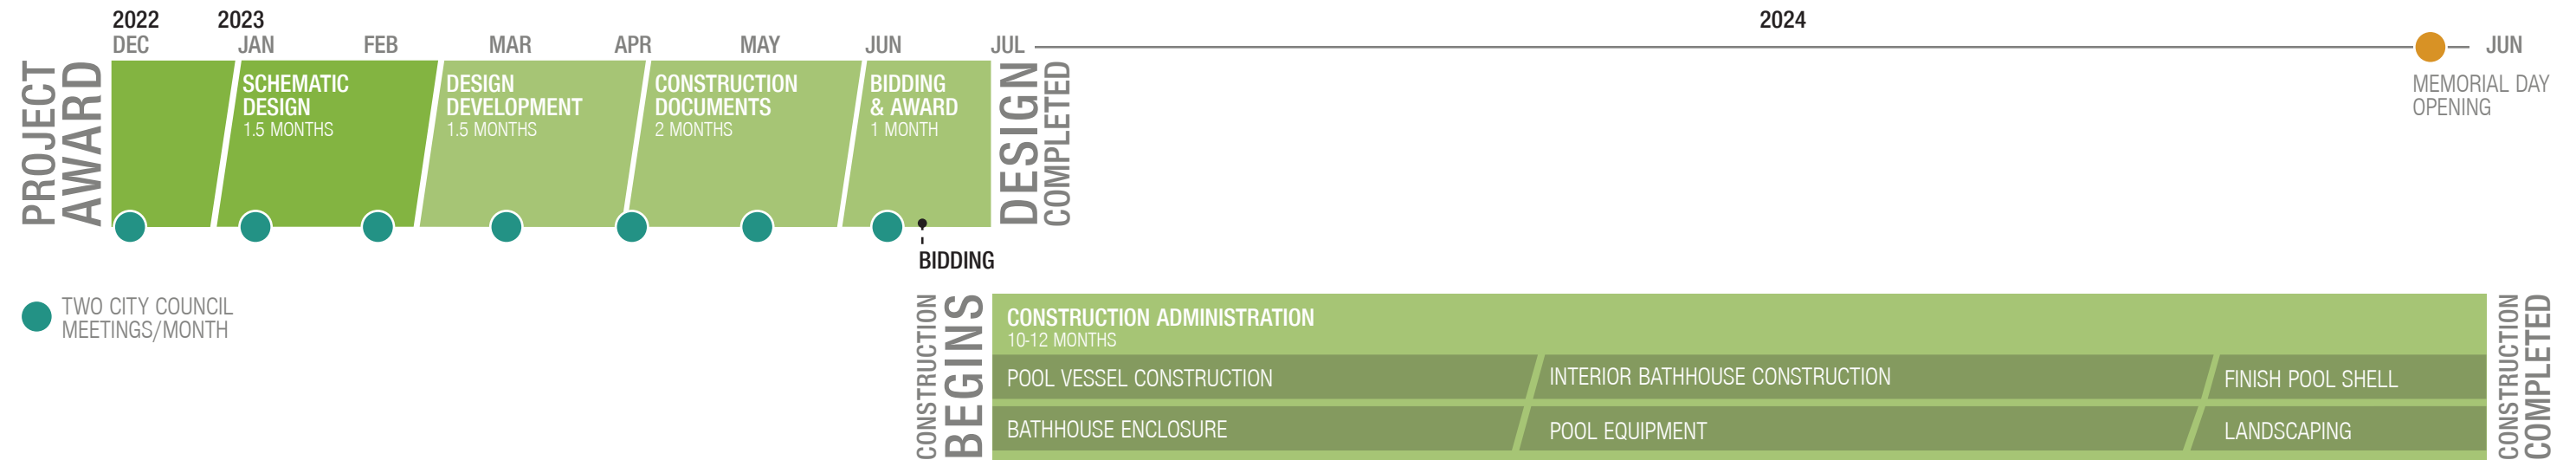 2022
2023
2024
DEC
JAN
FEB
MAR
APR
MAY
JUN
JUL
JUN
MEMORIAL DAY
OPENING
PROJECT
AWARD
SCHEMATIC
DESIGN
1.5 MONTHS
DESIGN
DEVELOPMENT
1.5 MONTHS
CONSTRUCTION
DOCUMENTS
2 MONTHS
BIDDING
& AWARD
1 MONTH
DESIGN
COMPLETED
BIDDING
TWO CITY COUNCIL
MEETINGS/MONTH
CONSTRUCTION
BEGINS
CONSTRUCTION ADMINISTRATION
10-12 MONTHS
POOL VESSEL CONSTRUCTION
INTERIOR BATHHOUSE CONSTRUCTION
FINISH POOL SHELL
BATHHOUSE ENCLOSURE
POOL EQUIPMENT
LANDSCAPING
CONSTRUCTION
COMPLETED